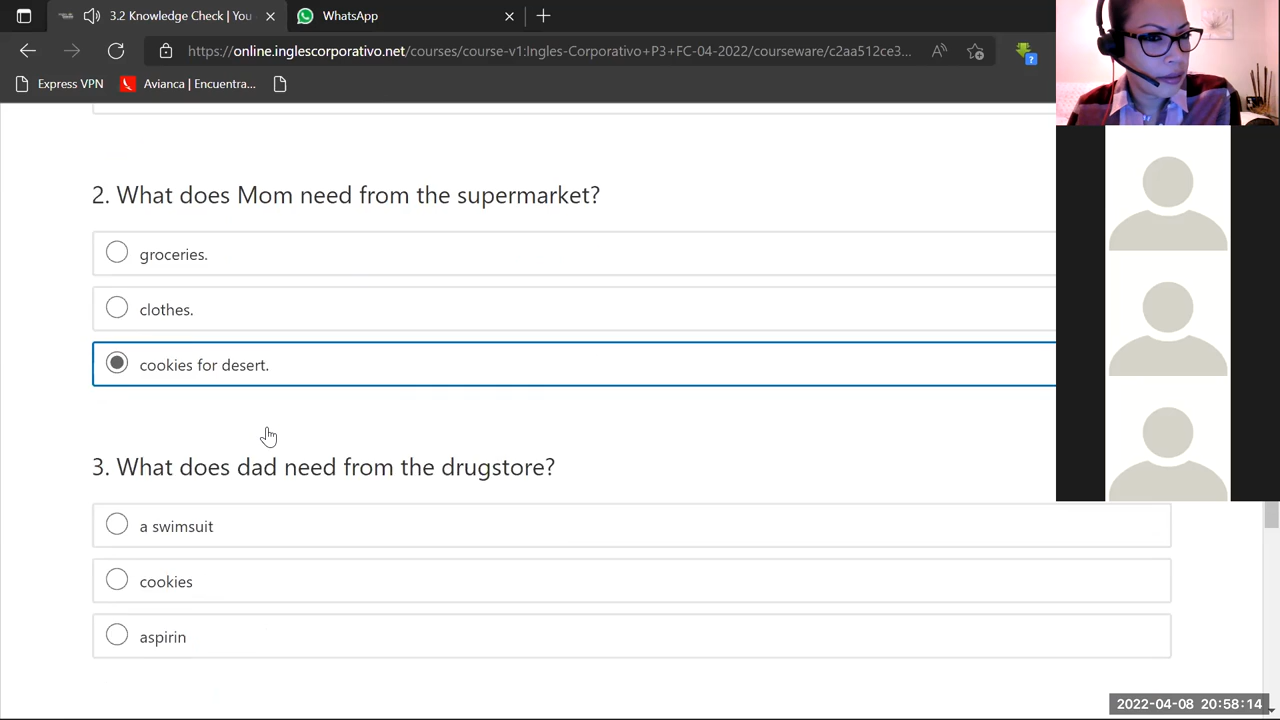 3.2 Knowledge Check | You
WhatsApp
https://online.inglescorporativo.net/courses/course-v1:Ingles-Corporativo+P3+FC-04-2022/courseware/c2aa512ce3...
Express VPN
Avianca | Encuentra...
2. What does Mom need from the supermarket?
groceries.
clothes.
cookies for desert.
3. What does dad need from the drugstore?
a swimsuit
cookies
aspirin
2022-04-08 20:58:14